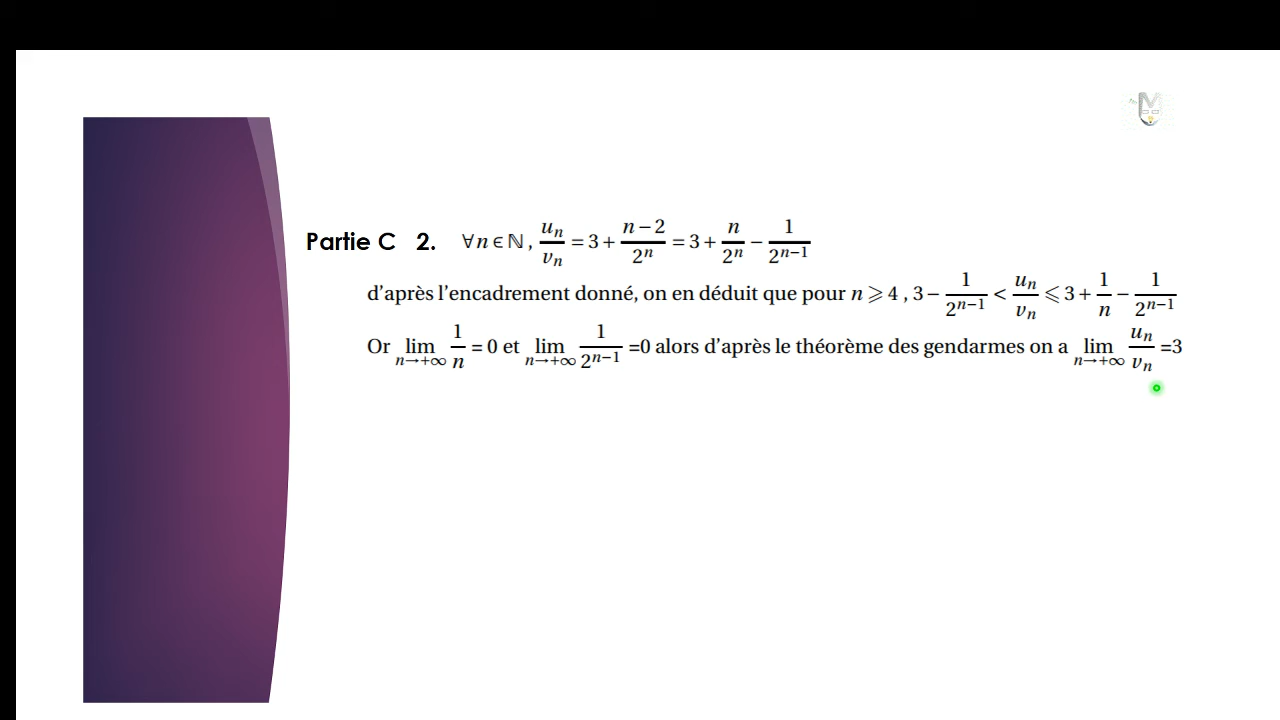 Partie C 2. ∀n ∈ ℕ, u_n/v_n = 3 + (n − 2)/2^n = 3 + n/2^n − 1/2^(n−1)
d'après l'encadrement donné, on en déduit que pour n ⩾ 4 , 3 − 1/2^(n−1) < u_n/v_n ⩽ 3 + 1/n − 1/2^(n−1)
Or lim_(n→+∞) 1/n = 0 et lim_(n→+∞) 1/2^(n−1) =0 alors d'après le théorème des gendarmes on a lim_(n→+∞) u_n/v_n =3